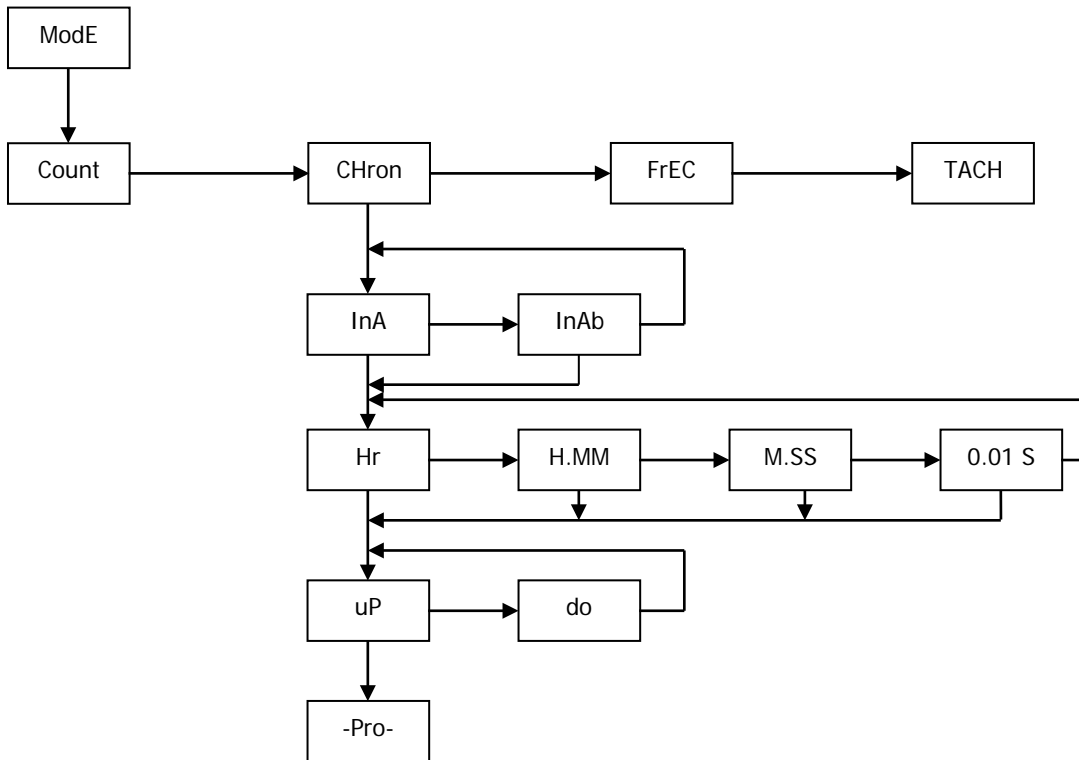 ModE
Count
CHron
FrEC
TACH
InA
InAb
Hr
H.MM
M.SS
0.01 S
uP
do
-Pro-